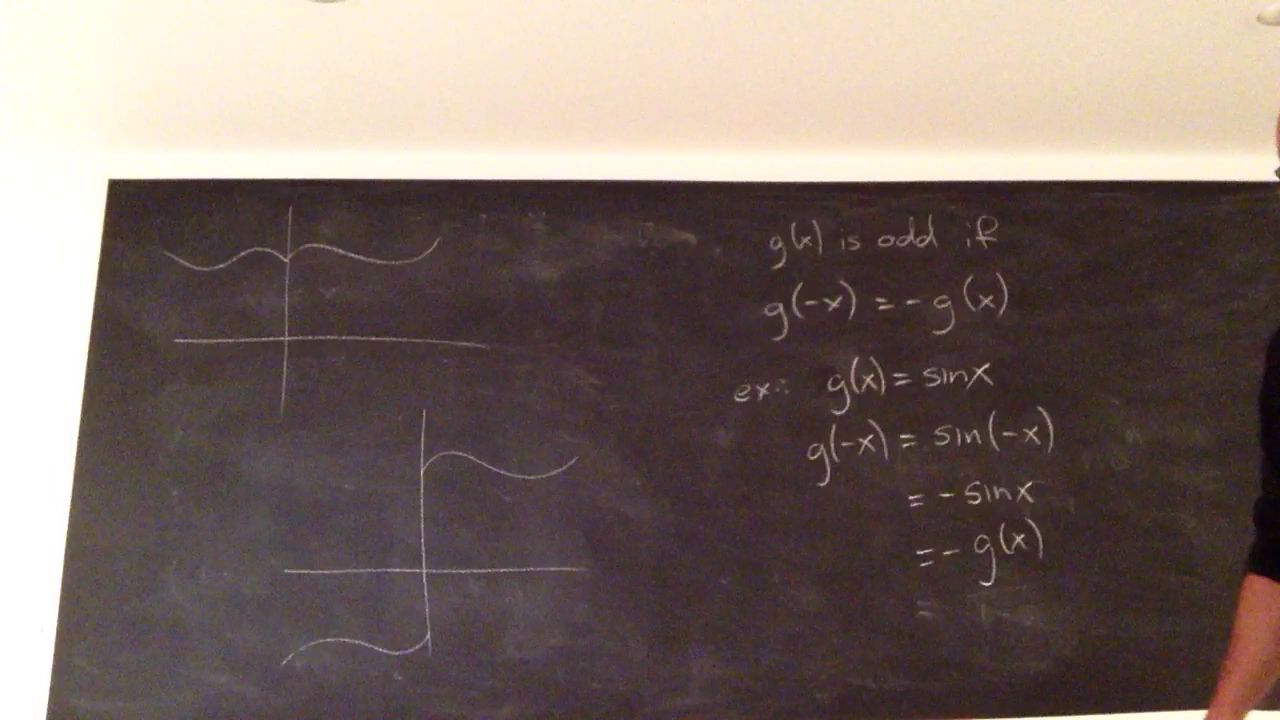 g(x) is odd if
g(-x) = -g(x)
ex: g(x) = sinx
g(-x) = sin(-x)
= -sinx
= -g(x)
=